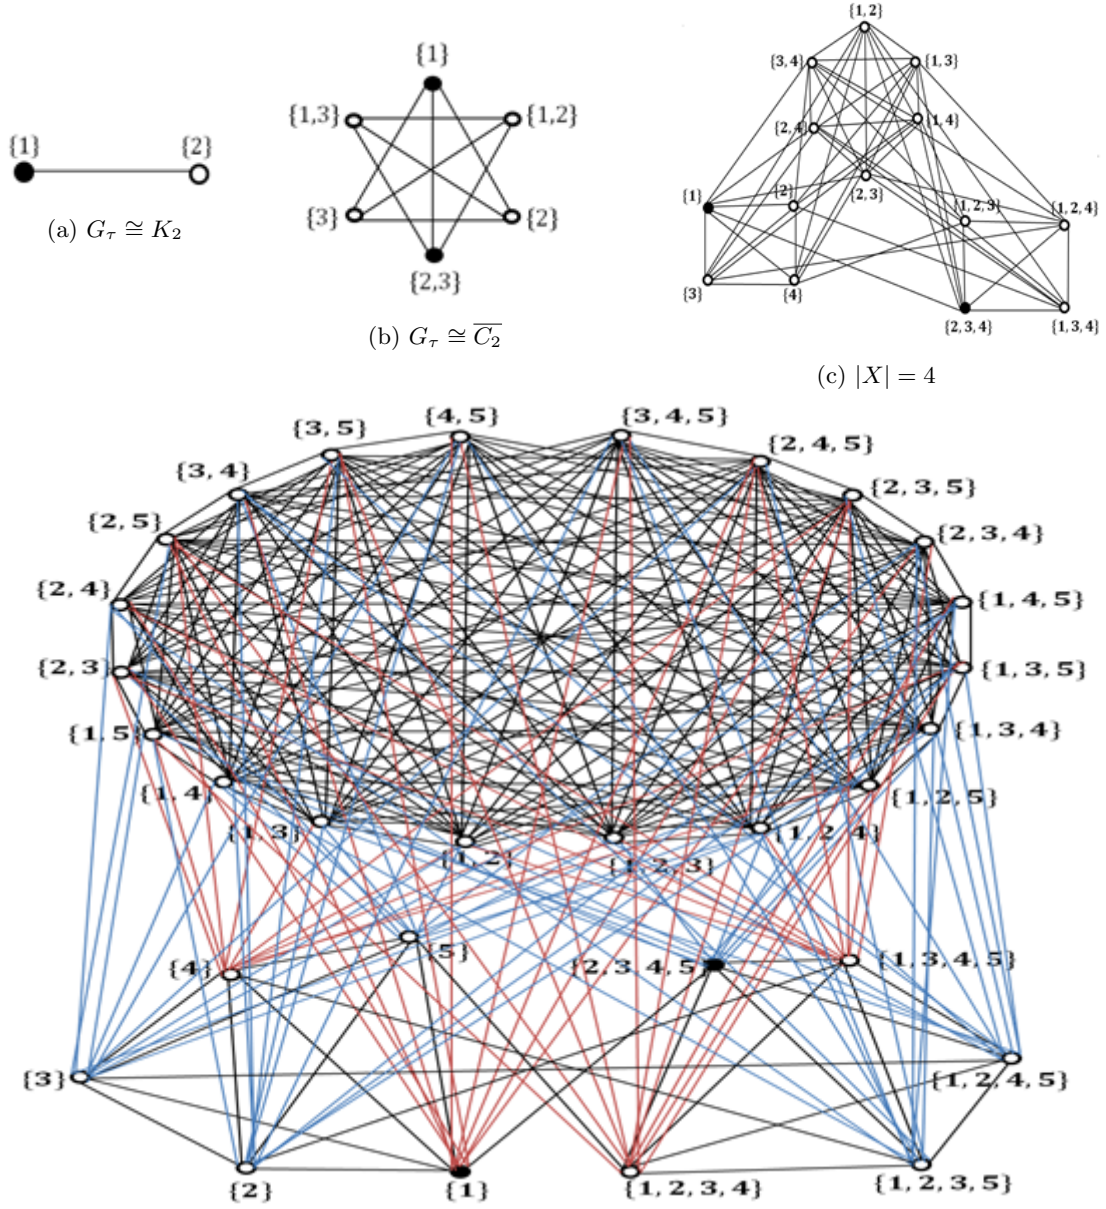 {1}
{2}
(a) G_τ ≅ K_2
{1}
{1,3}
{1,2}
{3}
{2}
{2,3}
(b) G_τ ≅ \overline{C_2}
{1,2}
{3,4}
{1,3}
{2,4}
{1,4}
{2,3}
{1}
{2}
{1,2,3}
{1,2,4}
{3}
{4}
{2,3,4}
{1,3,4}
(c) |X| = 4
{4, 5}
{3, 4, 5}
{3, 5}
{2, 4, 5}
{3, 4}
{2, 3, 5}
{2, 5}
{2, 3, 4}
{2, 4}
{1, 4, 5}
{2, 3}
{1, 3, 5}
{1, 5}
{1, 3, 4}
{1, 4}
{1, 2, 5}
{1, 3}
{1, 2, 4}
{1, 2}
{1, 2, 3}
{5}
{4}
{2, 3, 4, 5}
{1, 3, 4, 5}
{3}
{1, 2, 4, 5}
{2}
{1}
{1, 2, 3, 4}
{1, 2, 3, 5}